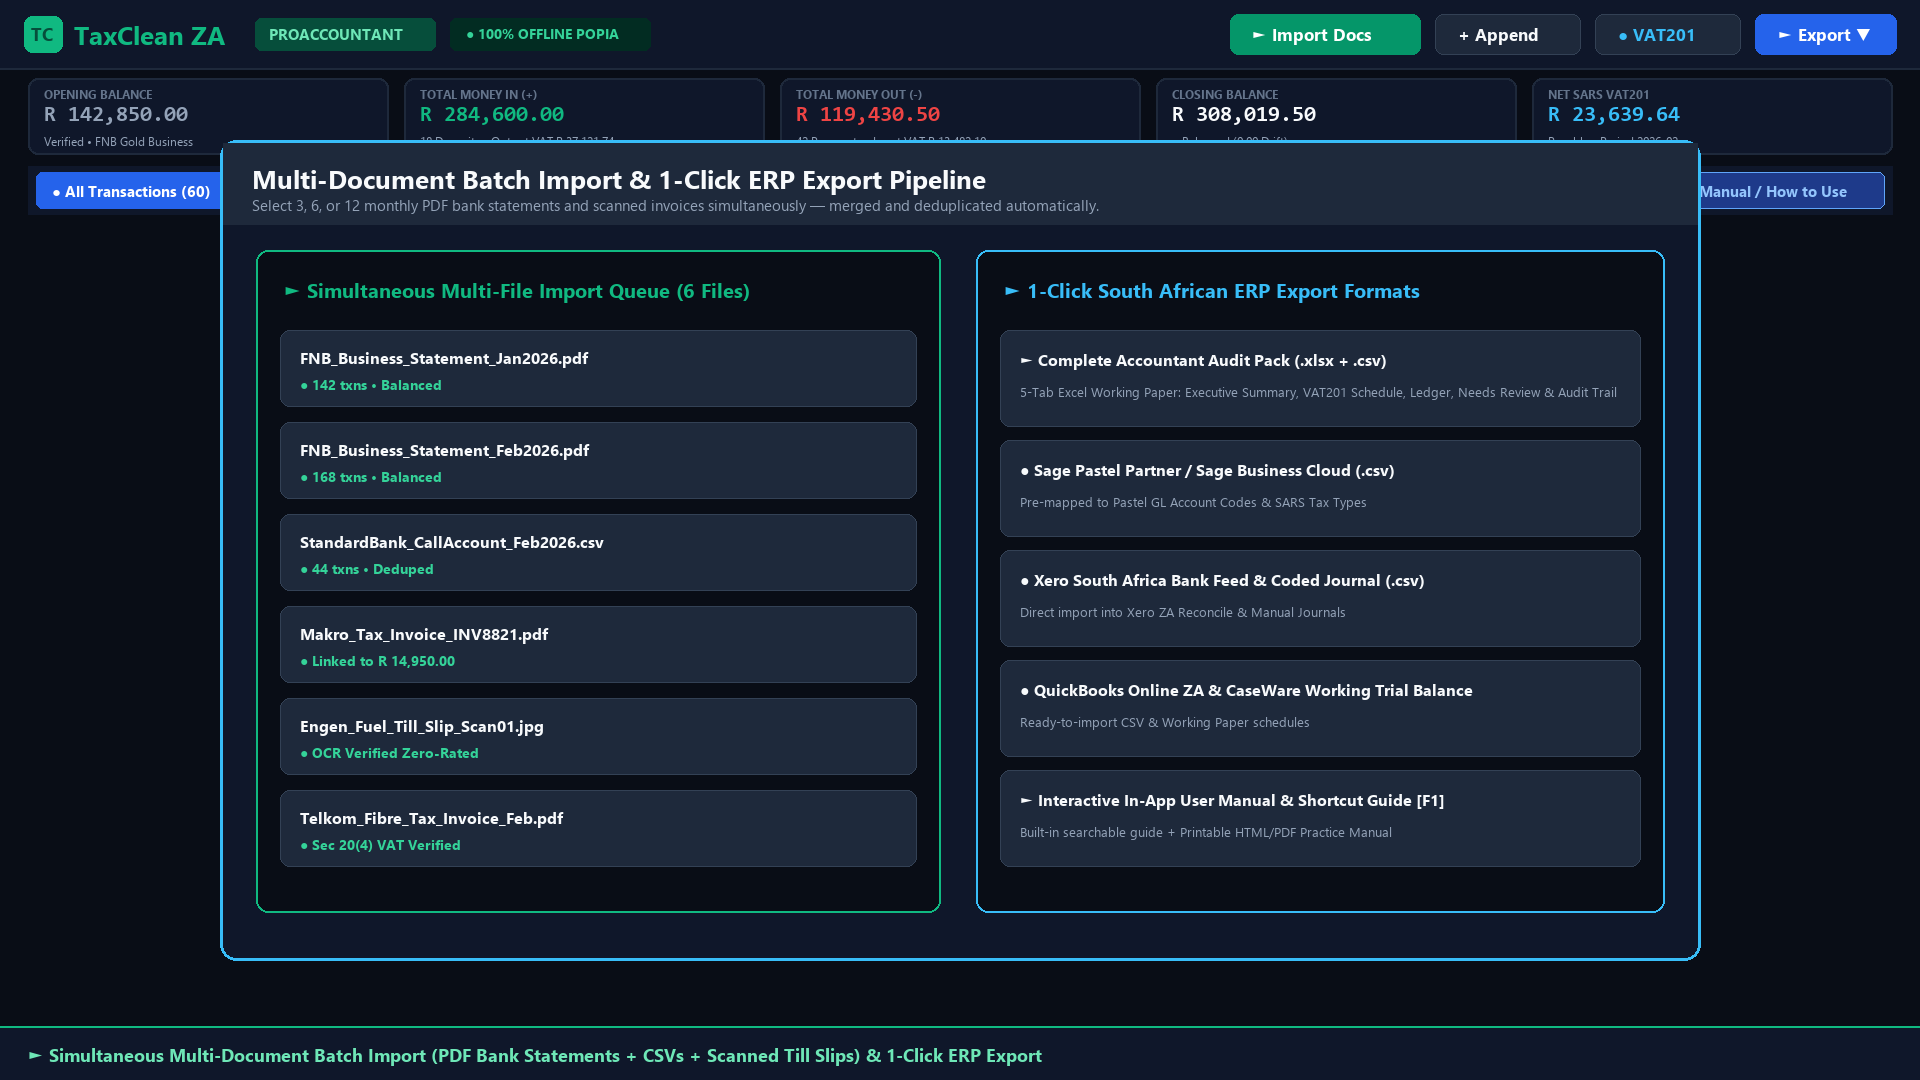 TC TaxClean ZA
PROACCOUNTANT
● 100% OFFLINE POPIA
► Import Docs
+ Append
● VAT201
► Export ▼
OPENING BALANCE
R 142,850.00
Verified • FNB Gold Business
TOTAL MONEY IN (+)
R 284,600.00
TOTAL MONEY OUT (-)
R 119,430.50
CLOSING BALANCE
R 308,019.50
NET SARS VAT201
R 23,639.64
● All Transactions (60)
Manual / How to Use
Multi-Document Batch Import & 1-Click ERP Export Pipeline
Select 3, 6, or 12 monthly PDF bank statements and scanned invoices simultaneously — merged and deduplicated automatically.
► Simultaneous Multi-File Import Queue (6 Files)
FNB_Business_Statement_Jan2026.pdf
● 142 txns • Balanced
FNB_Business_Statement_Feb2026.pdf
● 168 txns • Balanced
StandardBank_CallAccount_Feb2026.csv
● 44 txns • Deduped
Makro_Tax_Invoice_INV8821.pdf
● Linked to R 14,950.00
Engen_Fuel_Till_Slip_Scan01.jpg
● OCR Verified Zero-Rated
Telkom_Fibre_Tax_Invoice_Feb.pdf
● Sec 20(4) VAT Verified
► 1-Click South African ERP Export Formats
► Complete Accountant Audit Pack (.xlsx + .csv)
5-Tab Excel Working Paper: Executive Summary, VAT201 Schedule, Ledger, Needs Review & Audit Trail
● Sage Pastel Partner / Sage Business Cloud (.csv)
Pre-mapped to Pastel GL Account Codes & SARS Tax Types
● Xero South Africa Bank Feed & Coded Journal (.csv)
Direct import into Xero ZA Reconcile & Manual Journals
● QuickBooks Online ZA & CaseWare Working Trial Balance
Ready-to-import CSV & Working Paper schedules
► Interactive In-App User Manual & Shortcut Guide [F1]
Built-in searchable guide + Printable HTML/PDF Practice Manual
► Simultaneous Multi-Document Batch Import (PDF Bank Statements + CSVs + Scanned Till Slips) & 1-Click ERP Export